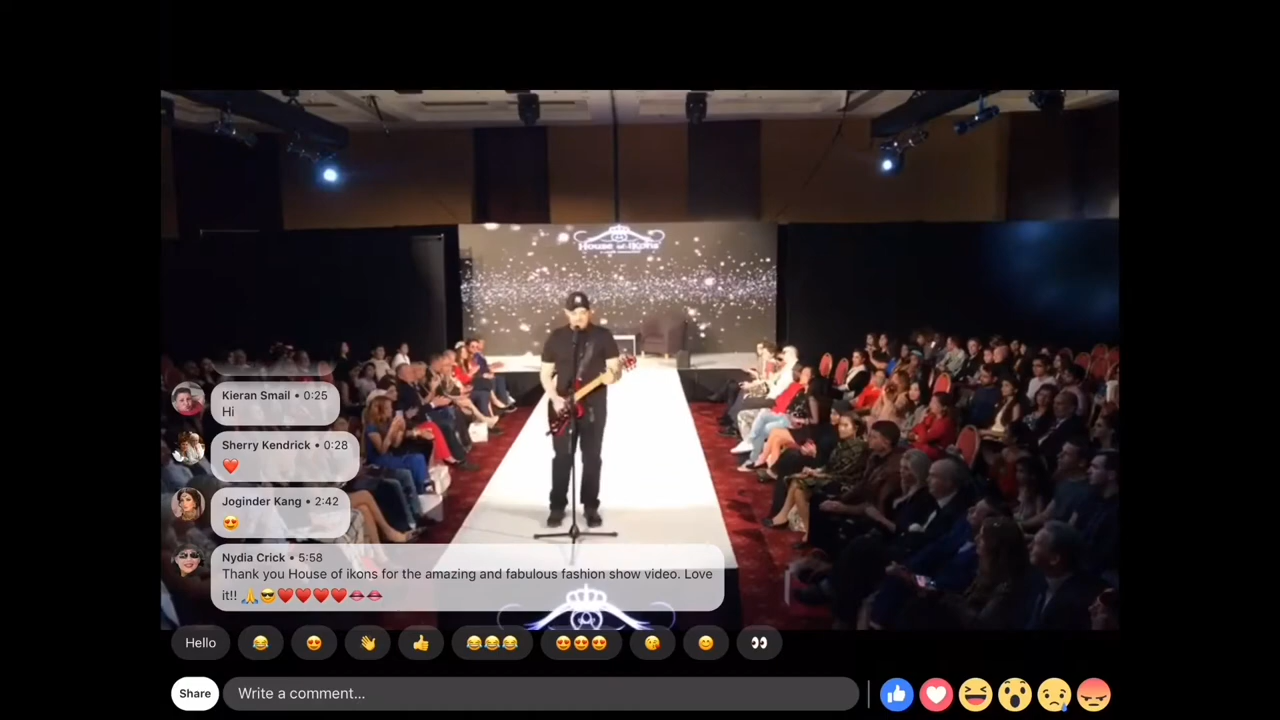 House of iKons
Kieran Smail • 0:25
Hi
Sherry Kendrick • 0:28
❤️
Joginder Kang • 2:42
😍
Nydia Crick • 5:58
Thank you House of ikons for the amazing and fabulous fashion show video. Love
it!! 🙏😎❤️❤️❤️❤️💋💋
Hello 😂 😍 👋 👍 😂😂😂 😍😍😍 😘 😊 👀
Share Write a comment...